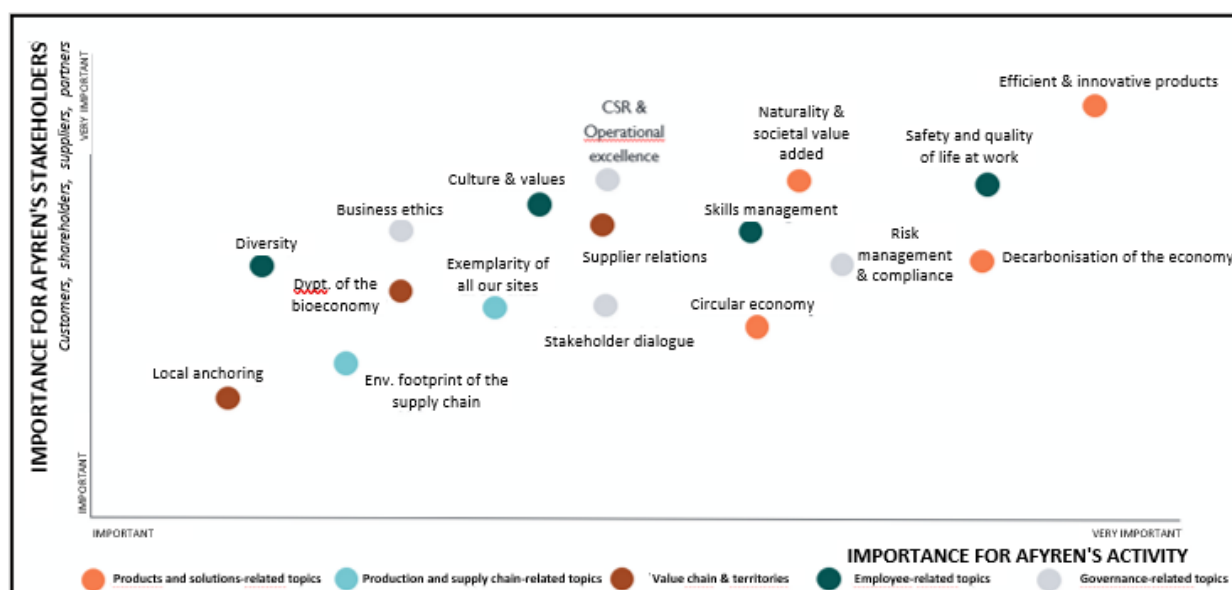 IMPORTANCE FOR AFYREN'S STAKEHOLDERS
Customers, shareholders, suppliers, partners
VERY IMPORTANT
IMPORTANT
Efficient & innovative products
CSR &
Operational
excellence
Naturality &
societal value
added
Safety and quality
of life at work
Culture & values
Business ethics
Skills management
Diversity
Supplier relations
Risk
management
& compliance
Decarbonisation of the economy
Exemplarity of
all our sites
Dvpt. of the
bioeconomy
Circular economy
Stakeholder dialogue
Local anchoring
Env. footprint of the
supply chain
IMPORTANT
VERY IMPORTANT
IMPORTANCE FOR AFYREN'S ACTIVITY
Products and solutions-related topics
Production and supply chain-related topics
Value chain & territories
Employee-related topics
Governance-related topics